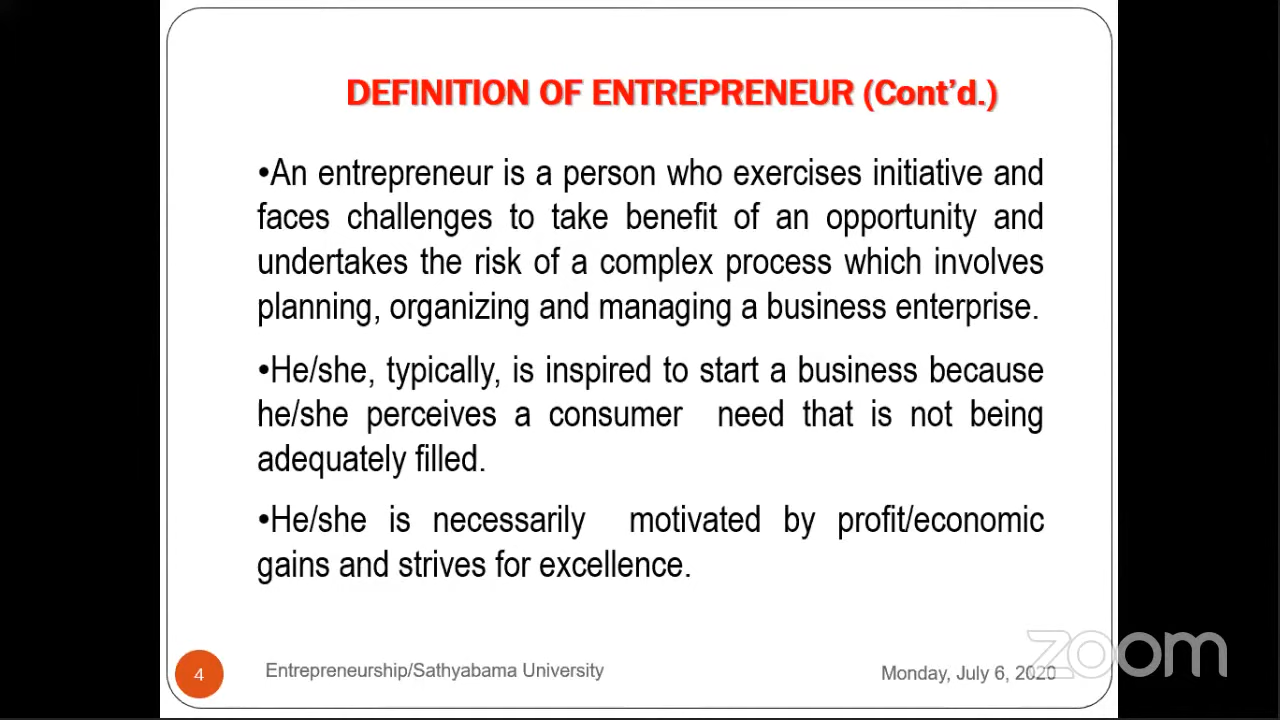 DEFINITION OF ENTREPRENEUR (Cont’d.)
•An entrepreneur is a person who exercises initiative and
faces challenges to take benefit of an opportunity and
undertakes the risk of a complex process which involves
planning, organizing and managing a business enterprise.
•He/she, typically, is inspired to start a business because
he/she perceives a consumer need that is not being
adequately filled.
•He/she is necessarily motivated by profit/economic
gains and strives for excellence.
4
Entrepreneurship/Sathyabama University
Monday, July 6, 2020
zoom